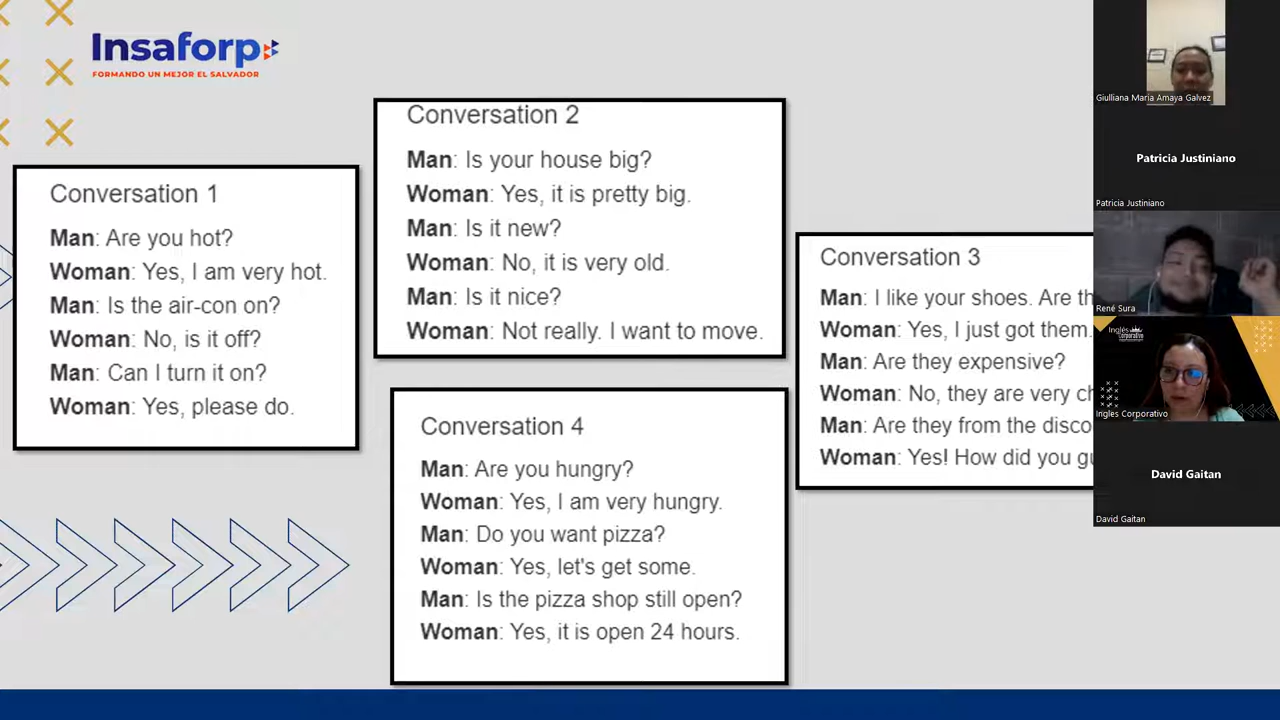 Insaforp
FORMANDO UN MEJOR EL SALVADOR
Conversation 1
Man: Are you hot?
Woman: Yes, I am very hot.
Man: Is the air-con on?
Woman: No, is it off?
Man: Can I turn it on?
Woman: Yes, please do.
Conversation 2
Man: Is your house big?
Woman: Yes, it is pretty big.
Man: Is it new?
Woman: No, it is very old.
Man: Is it nice?
Woman: Not really. I want to move.
Conversation 3
Man: I like your shoes. Are
Woman: Yes, I just got them.
Man: Are they expensive?
Woman: No, they are very
Man: Are they from the
Woman: Yes! How did you
Conversation 4
Man: Are you hungry?
Woman: Yes, I am very hungry.
Man: Do you want pizza?
Woman: Yes, let's get some.
Man: Is the pizza shop still open?
Woman: Yes, it is open 24 hours.
Giulliana Maria Amaya Galvez
Patricia Justiniano
Patricia Justiniano
René Sura
Inglés
Corporativo
Ingles Corporativo
David Gaitan
David Gaitan